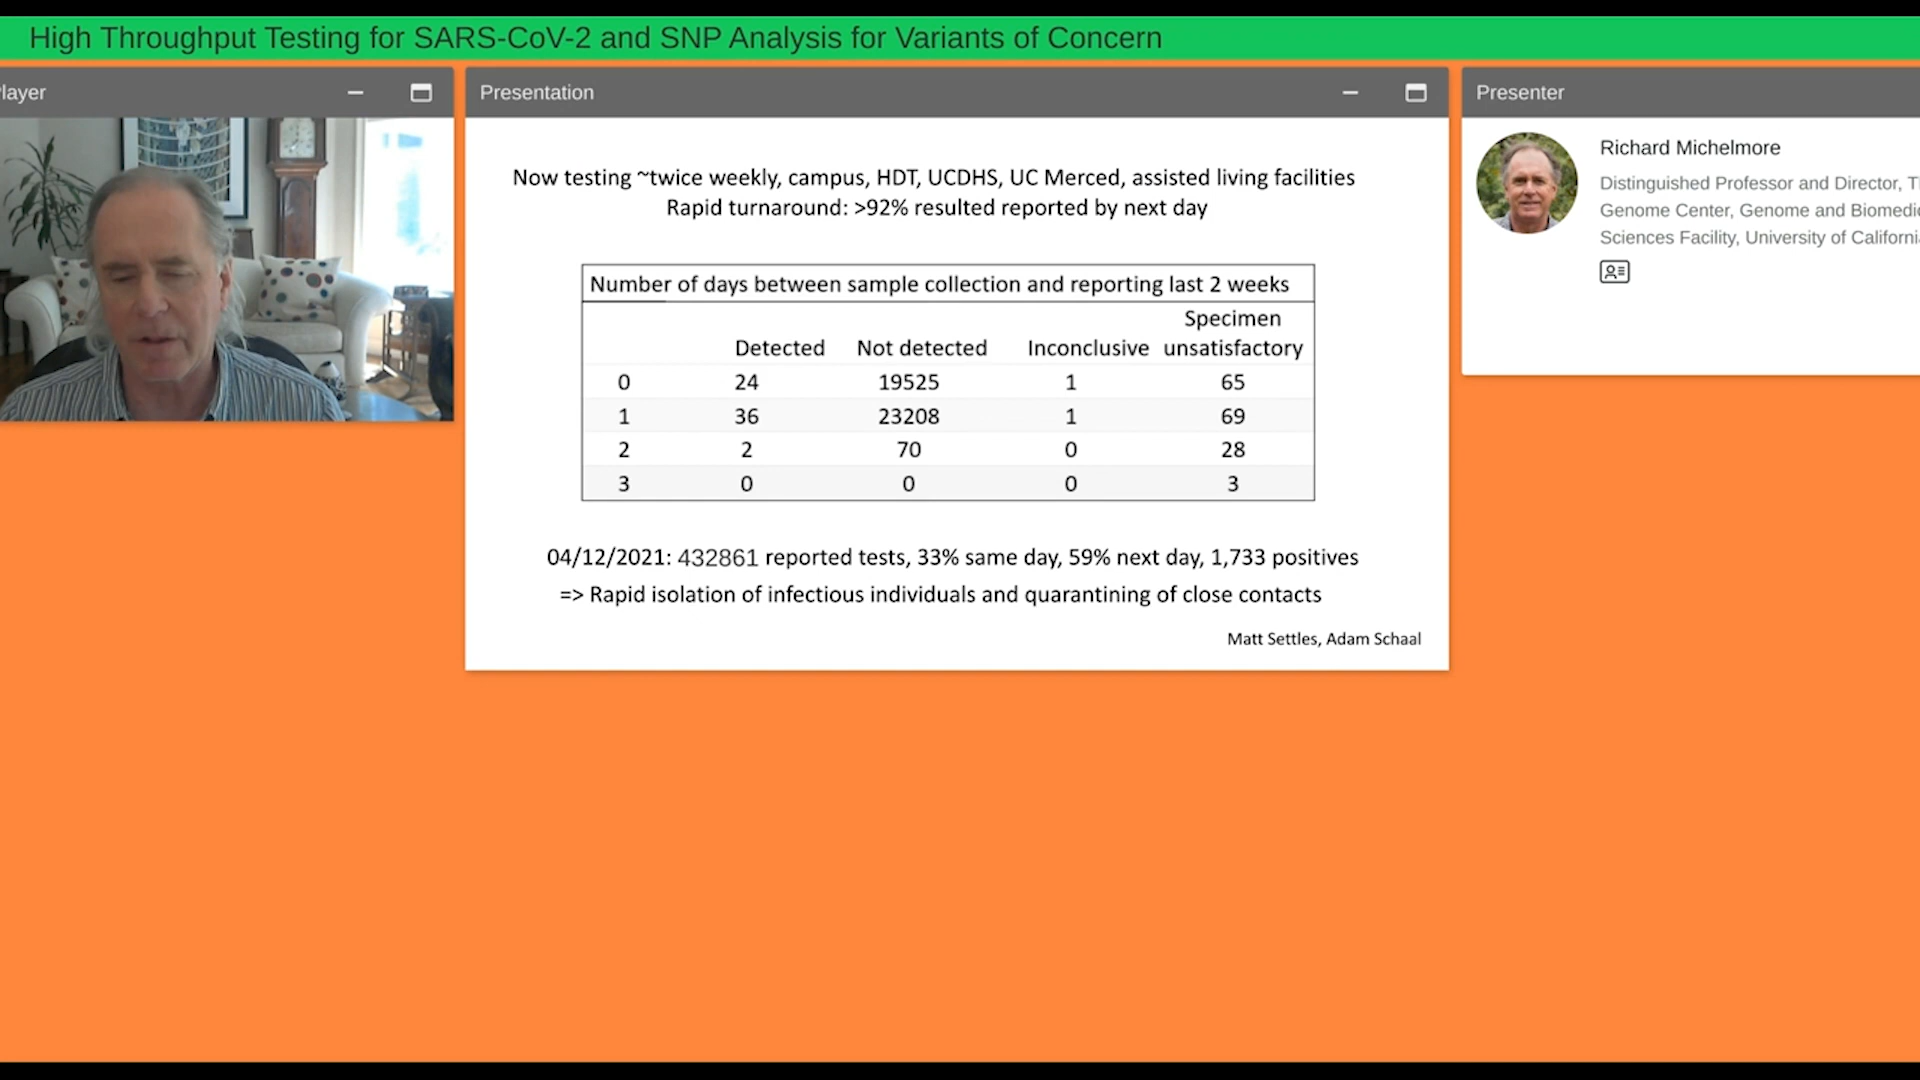 High Throughput Testing for SARS-CoV-2 and SNP Analysis for Variants of Concern
layer
Presentation
Now testing ~twice weekly, campus, HDT, UCDHS, UC Merced, assisted living facilities
Rapid turnaround: >92% resulted reported by next day
Number of days between sample collection and reporting last 2 weeks
Detected Not detected Inconclusive Specimen unsatisfactory
0 24 19525 1 65
1 36 23208 1 69
2 2 70 0 28
3 0 0 0 3
04/12/2021: 432861 reported tests, 33% same day, 59% next day, 1,733 positives
=> Rapid isolation of infectious individuals and quarantining of close contacts
Matt Settles, Adam Schaal
Presenter
Richard Michelmore
Distinguished Professor and Director, T
Genome Center, Genome and Biomedi
Sciences Facility, University of Californi